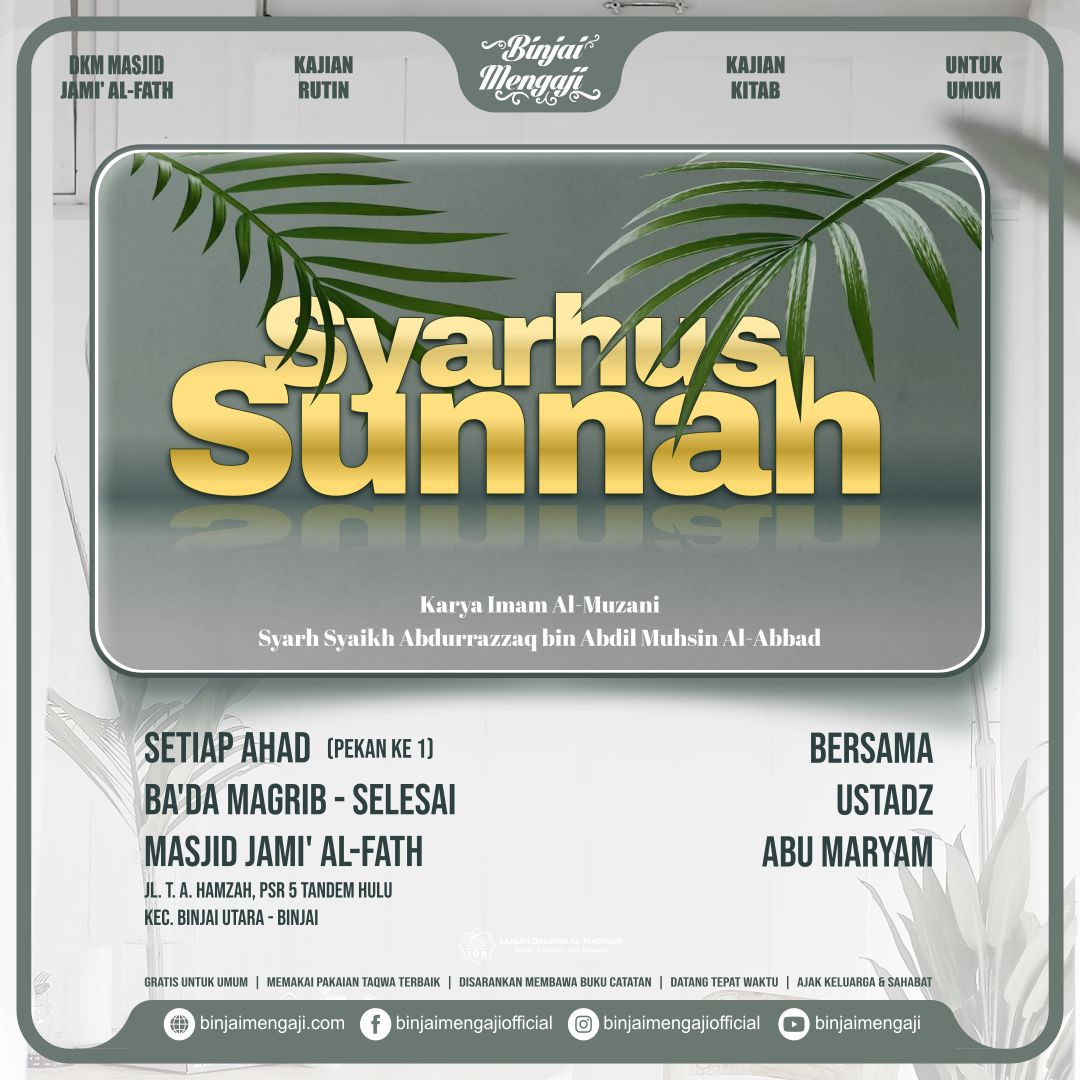 DKM MASJID
JAMI' AL-FATH
KAJIAN
RUTIN
Binjai
Mengaji
KAJIAN
KITAB
UNTUK
UMUM
Syarhus
Sunnah
Karya Imam Al-Muzani
Syarh Syaikh Abdurrazzaq bin Abdil Muhsin Al-Abbad
SETIAP AHAD (PEKAN KE 1)
BA'DA MAGRIB - SELESAI
MASJID JAMI' AL-FATH
JL. T. A. HAMZAH, PSR 5 TANDEM HULU
KEC. BINJAI UTARA - BINJAI
BERSAMA
USTADZ
ABU MARYAM
LAJNAH DAKWAH AL-MADINAH
GRATIS UNTUK UMUM | MEMAKAI PAKAIAN TAQWA TERBAIK | DISARANKAN MEMBAWA BUKU CATATAN | DATANG TEPAT WAKTU | AJAK KELUARGA & SAHABAT
binjaimengaji.com binjaimengajiofficial binjaimengajiofficial binjaimengaji